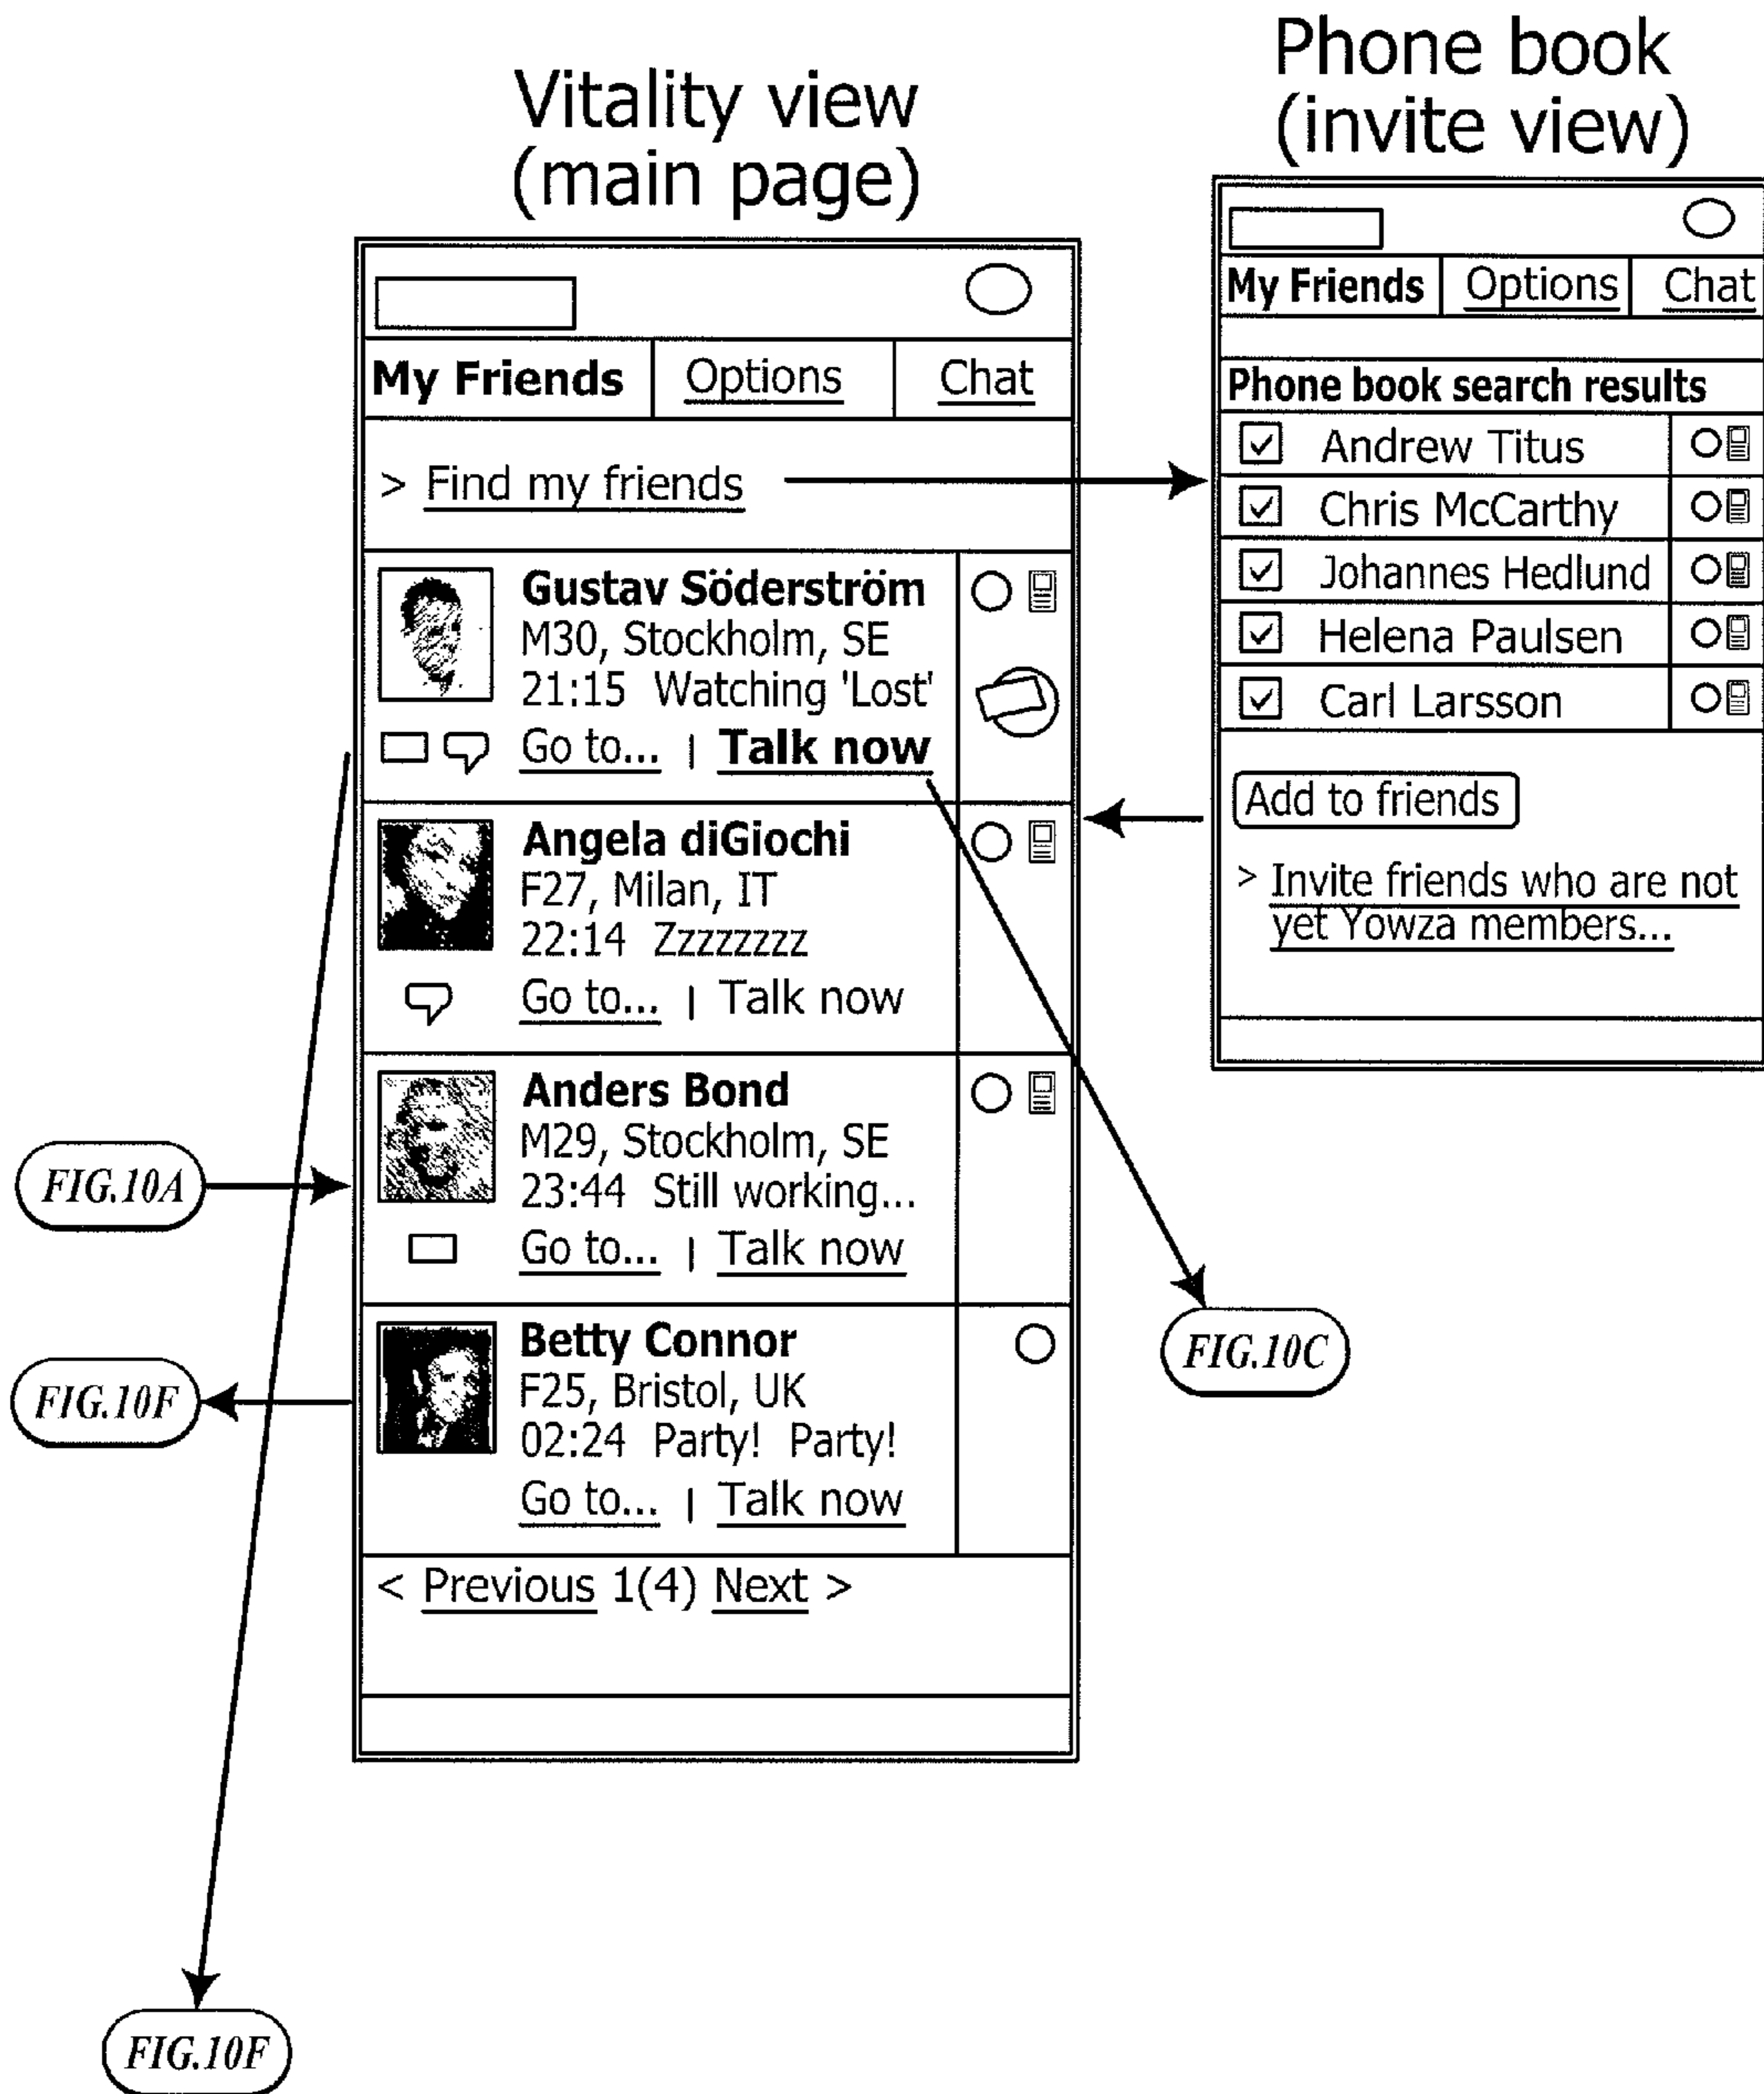 Vitality view
(main page)
My Friends Options Chat
> Find my friends
Gustav Söderström
M30, Stockholm, SE
21:15 Watching 'Lost'
Go to... | Talk now
Angela diGiochi
F27, Milan, IT
22:14 Zzzzzzzz
Go to... | Talk now
Anders Bond
M29, Stockholm, SE
23:44 Still working...
Go to... | Talk now
Betty Connor
F25, Bristol, UK
02:24 Party! Party!
Go to... | Talk now
< Previous 1(4) Next >
Phone book
(invite view)
My Friends Options Chat
Phone book search results
Andrew Titus
Chris McCarthy
Johannes Hedlund
Helena Paulsen
Carl Larsson
Add to friends
> Invite friends who are not
yet Yowza members...
FIG.10A
FIG.10F
FIG.10C
FIG.10F